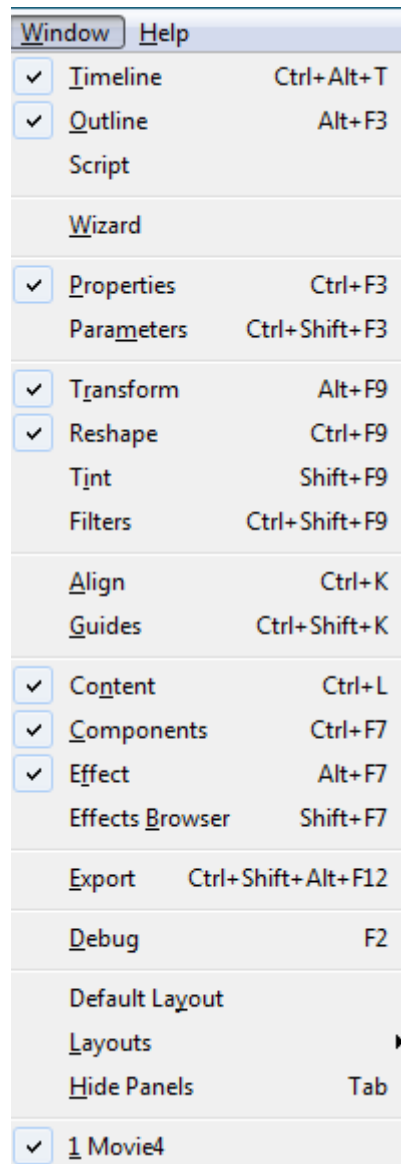 Window Help
Timeline Ctrl+Alt+T
Outline Alt+F3
Script
Wizard
Properties Ctrl+F3
Parameters Ctrl+Shift+F3
Transform Alt+F9
Reshape Ctrl+F9
Tint Shift+F9
Filters Ctrl+Shift+F9
Align Ctrl+K
Guides Ctrl+Shift+K
Content Ctrl+L
Components Ctrl+F7
Effect Alt+F7
Effects Browser Shift+F7
Export Ctrl+Shift+Alt+F12
Debug F2
Default Layout
Layouts
Hide Panels Tab
1 Movie4